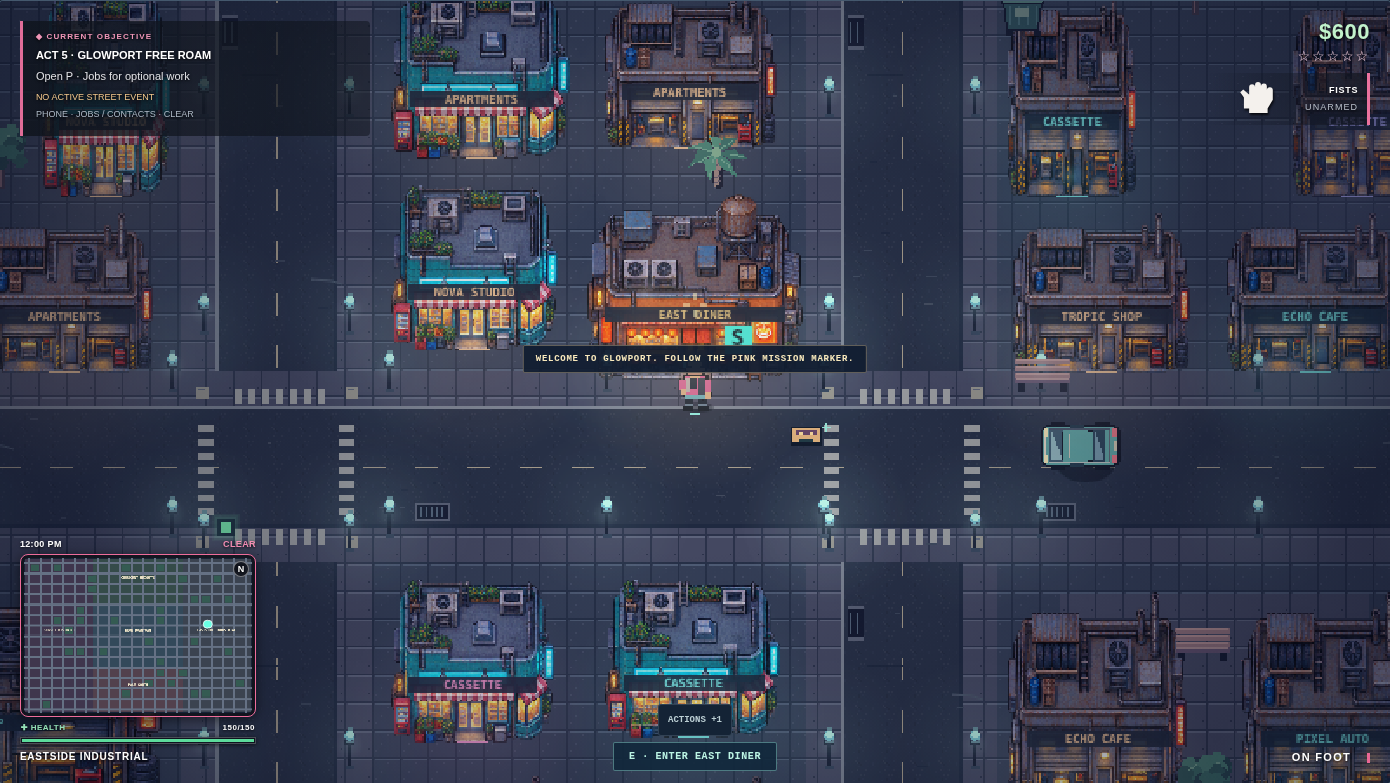 ◆ CURRENT OBJECTIVE
ACT 5 · GLOWPORT FREE ROAM
Open P · Jobs for optional work
NO ACTIVE STREET EVENT
PHONE · JOBS / CONTACTS · CLEAR
$600
☆☆☆☆☆
FISTS
UNARMED
APARTMENTS
APARTMENTS
CASSETTE
NOVA STUDIO
EAST DINER
S
APARTMENTS
TROPIC SHOP
ECHO CAFE
WELCOME TO GLOWPORT. FOLLOW THE PINK MISSION MARKER.
12:00 PM
CLEAR
N
CASSETTE
CASSETTE
ACTIONS +1
E · ENTER EAST DINER
ECHO CAFE
PIXEL AUTO
✚ HEALTH
150/150
EASTSIDE INDUSTRIAL
ON FOOT